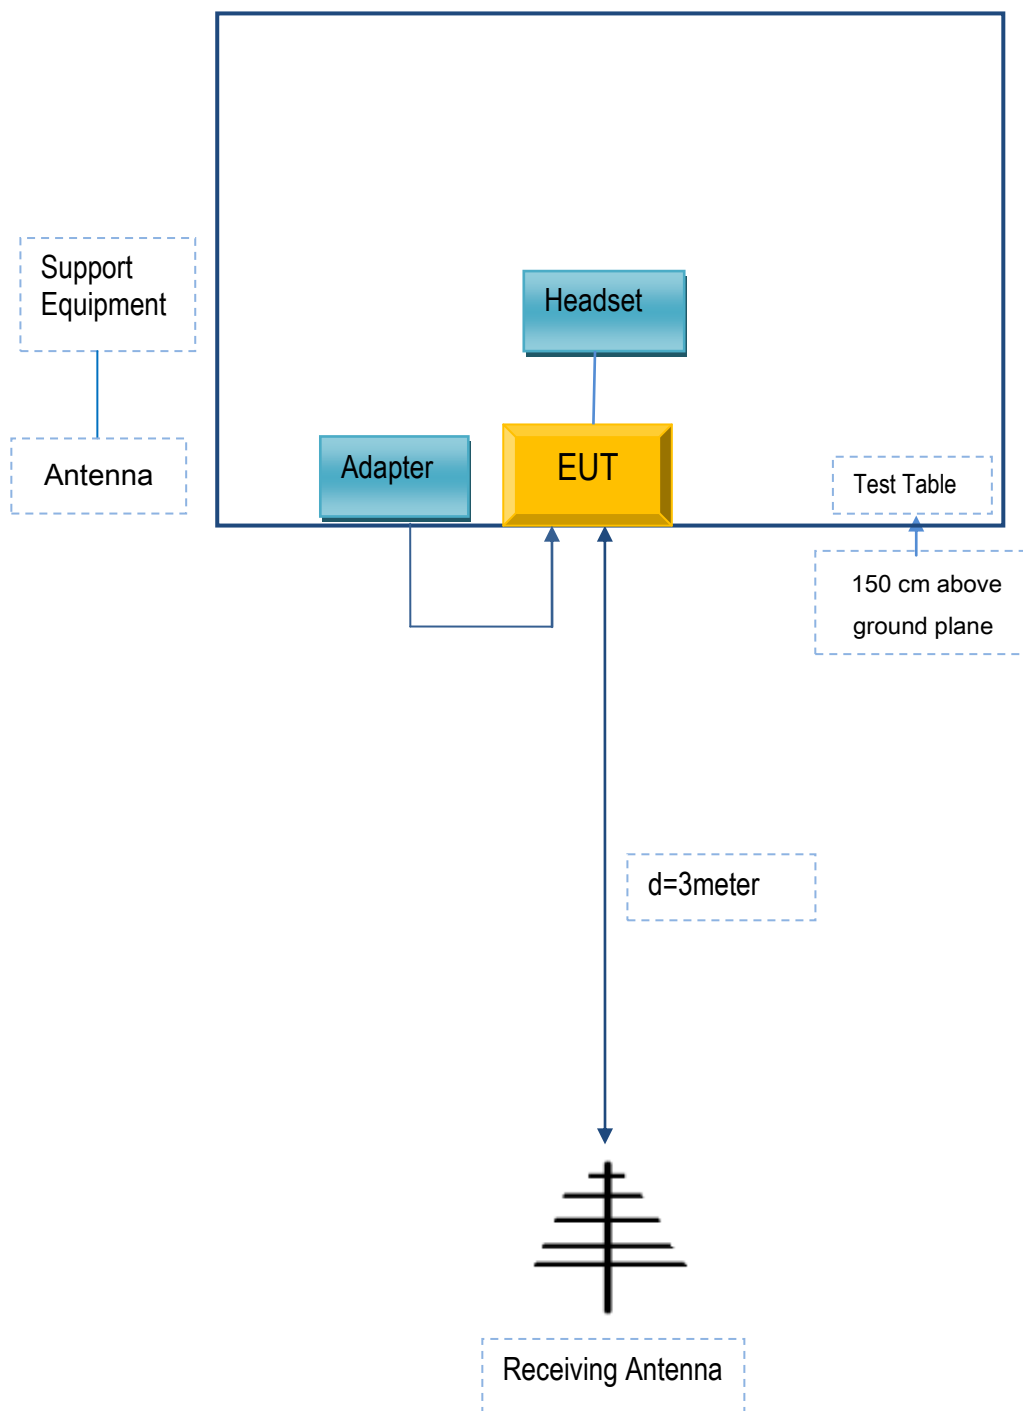 Support
Equipment
Antenna
Headset
Adapter
EUT
Test Table
150 cm above
ground plane
d=3meter
Receiving Antenna